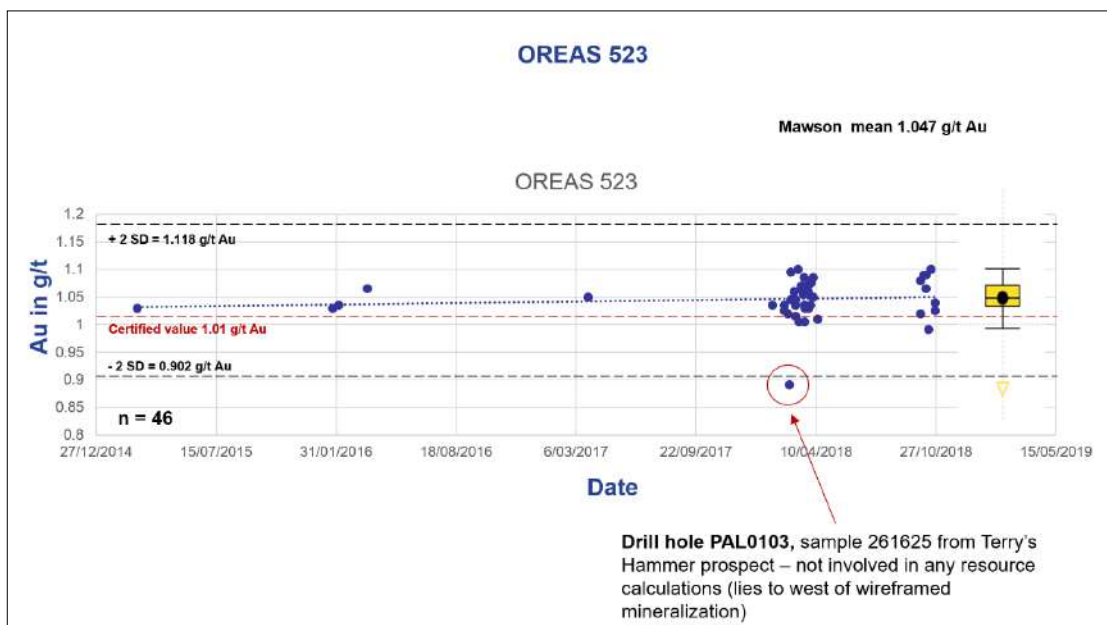 OREAS 523
Mawson mean 1.047 g/t Au
OREAS 523
Au in g/t
1.2
1.15
1.1
1.05
1
0.95
0.9
0.85
0.8
+ 2 SD = 1.118 g/t Au
Certified value 1.01 g/t Au
- 2 SD = 0.902 g/t Au
n = 46
27/12/2014 15/07/2015 31/01/2016 18/08/2016 6/03/2017 22/09/2017 10/04/2018 27/10/2018 15/05/2019
Date
Drill hole PAL0103, sample 261625 from Terry's
Hammer prospect – not involved in any resource
calculations (lies to west of wireframed
mineralization)